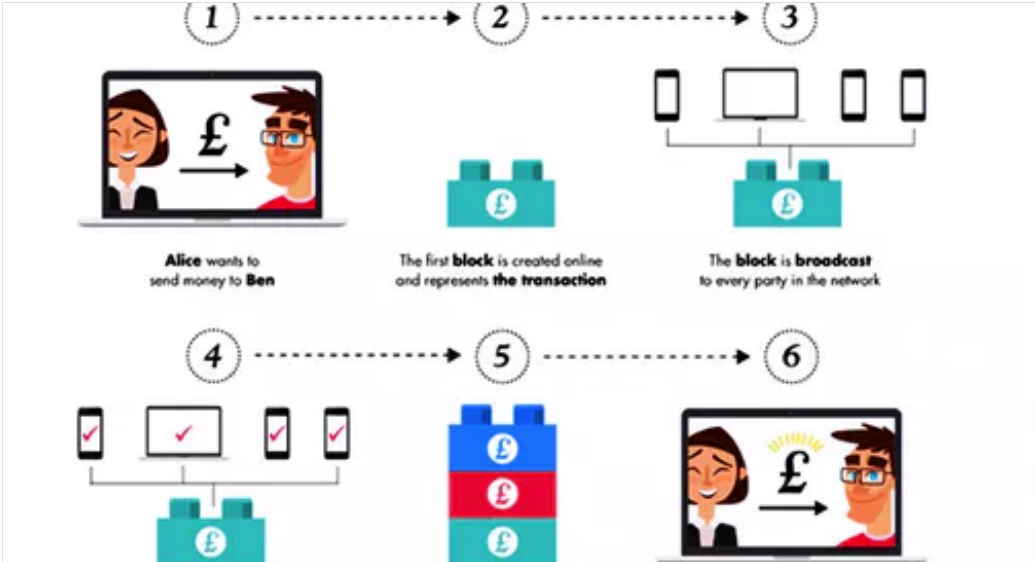 1
2
3
£
£
£
Alice wants to
send money to Ben
The first block is created online
and represents the transaction
The block is broadcast
to every party in the network
4
5
6
£
£
£
£
£